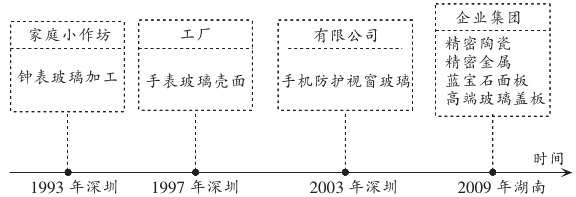 家庭小作坊
钟表玻璃加工
工厂
手表玻璃壳面
有限公司
手机防护视窗玻璃
企业集团
精密陶瓷
精密金属
蓝宝石面板
高端玻璃盖板
时间
1993年深圳
1997年深圳
2003年深圳
2009年湖南